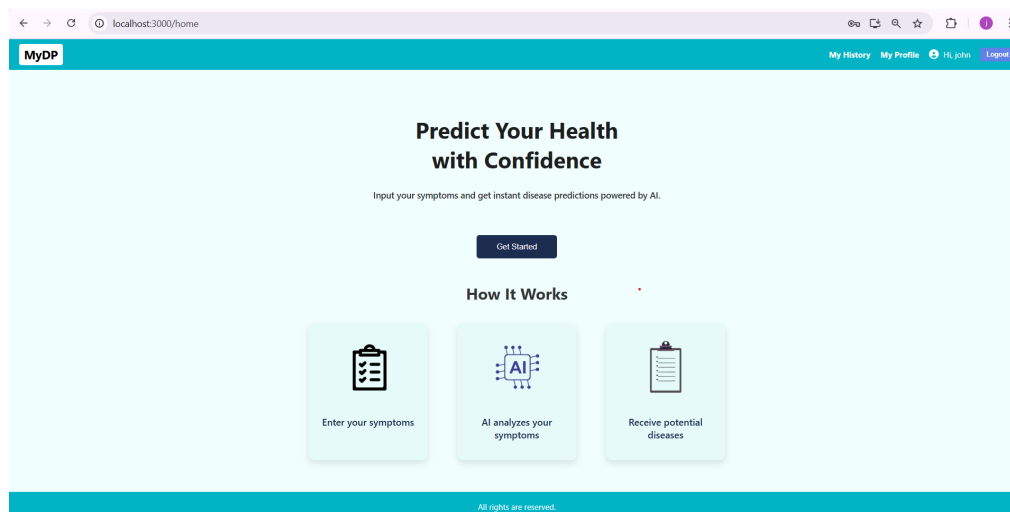 localhost:3000/home
j
MyDP
My History My Profile Hi, john Logout
Predict Your Health
with Confidence
Input your symptoms and get instant disease predictions powered by AI.
Get Started
How It Works
AI
Enter your symptoms
AI analyzes your
symptoms
Receive potential
diseases
All rights are reserved.